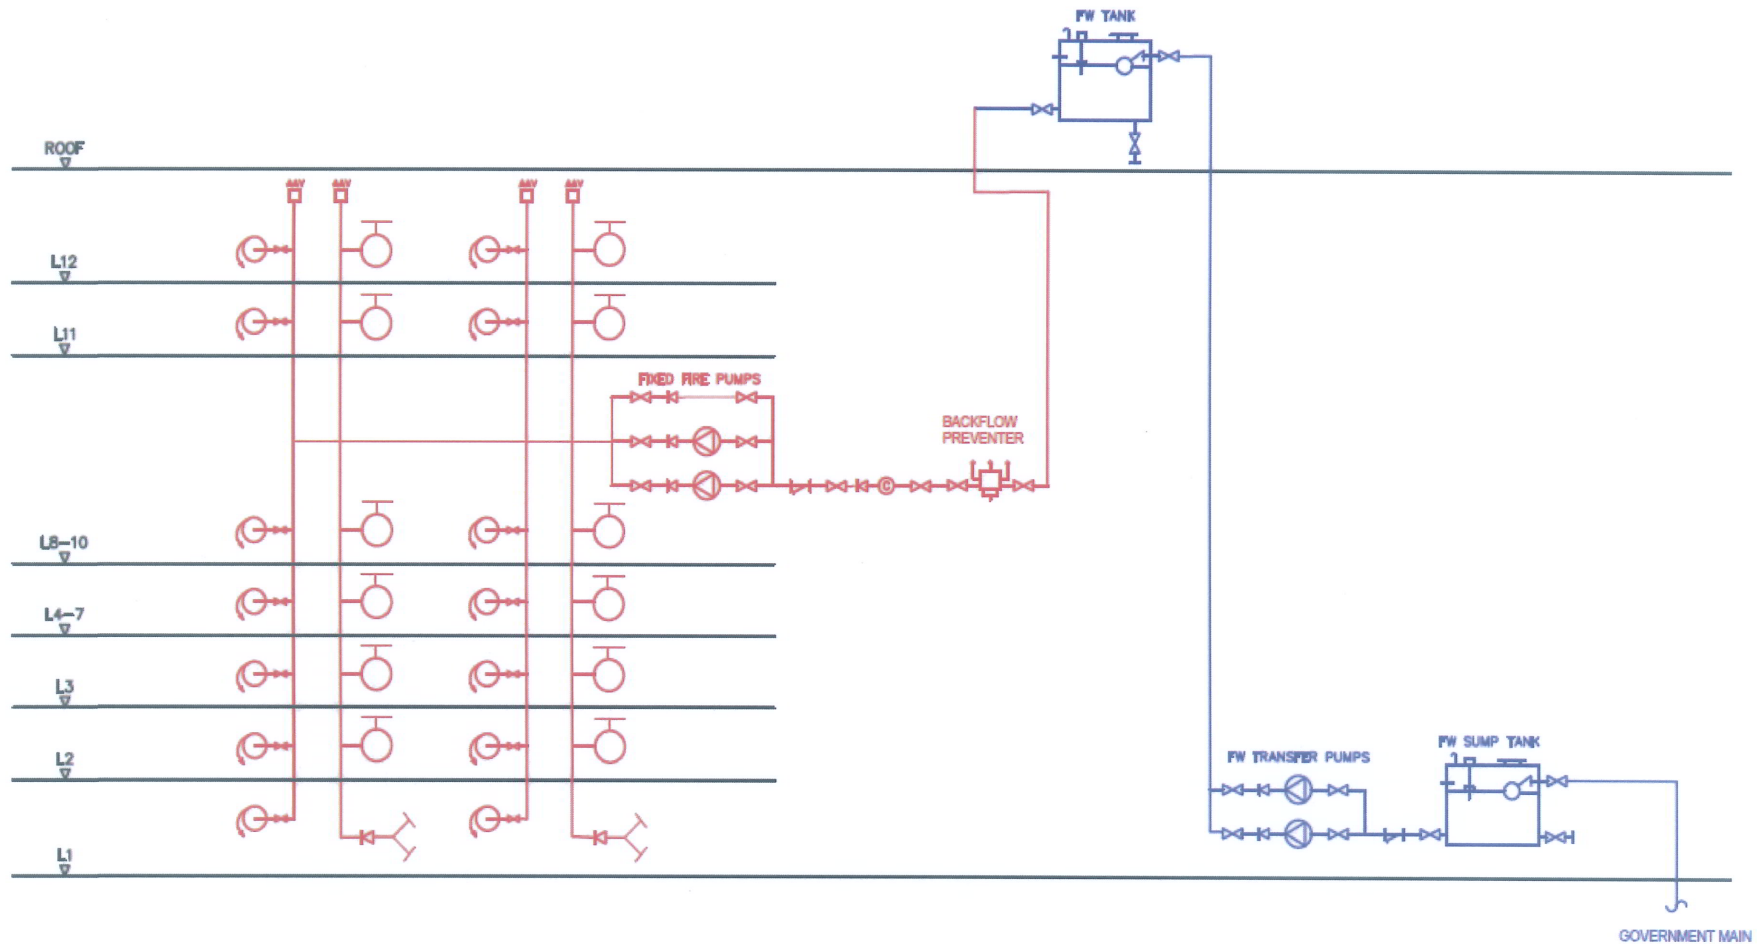 FW TANK
ROOF
AAV
AAV
AAV
AAV
L12
L11
FIXED FIRE PUMPS
BACKFLOW
PREVENTER
C
L8-10
L4-7
L3
L2
FW TRANSFER PUMPS
FW SUMP TANK
L1
GOVERNMENT MAIN